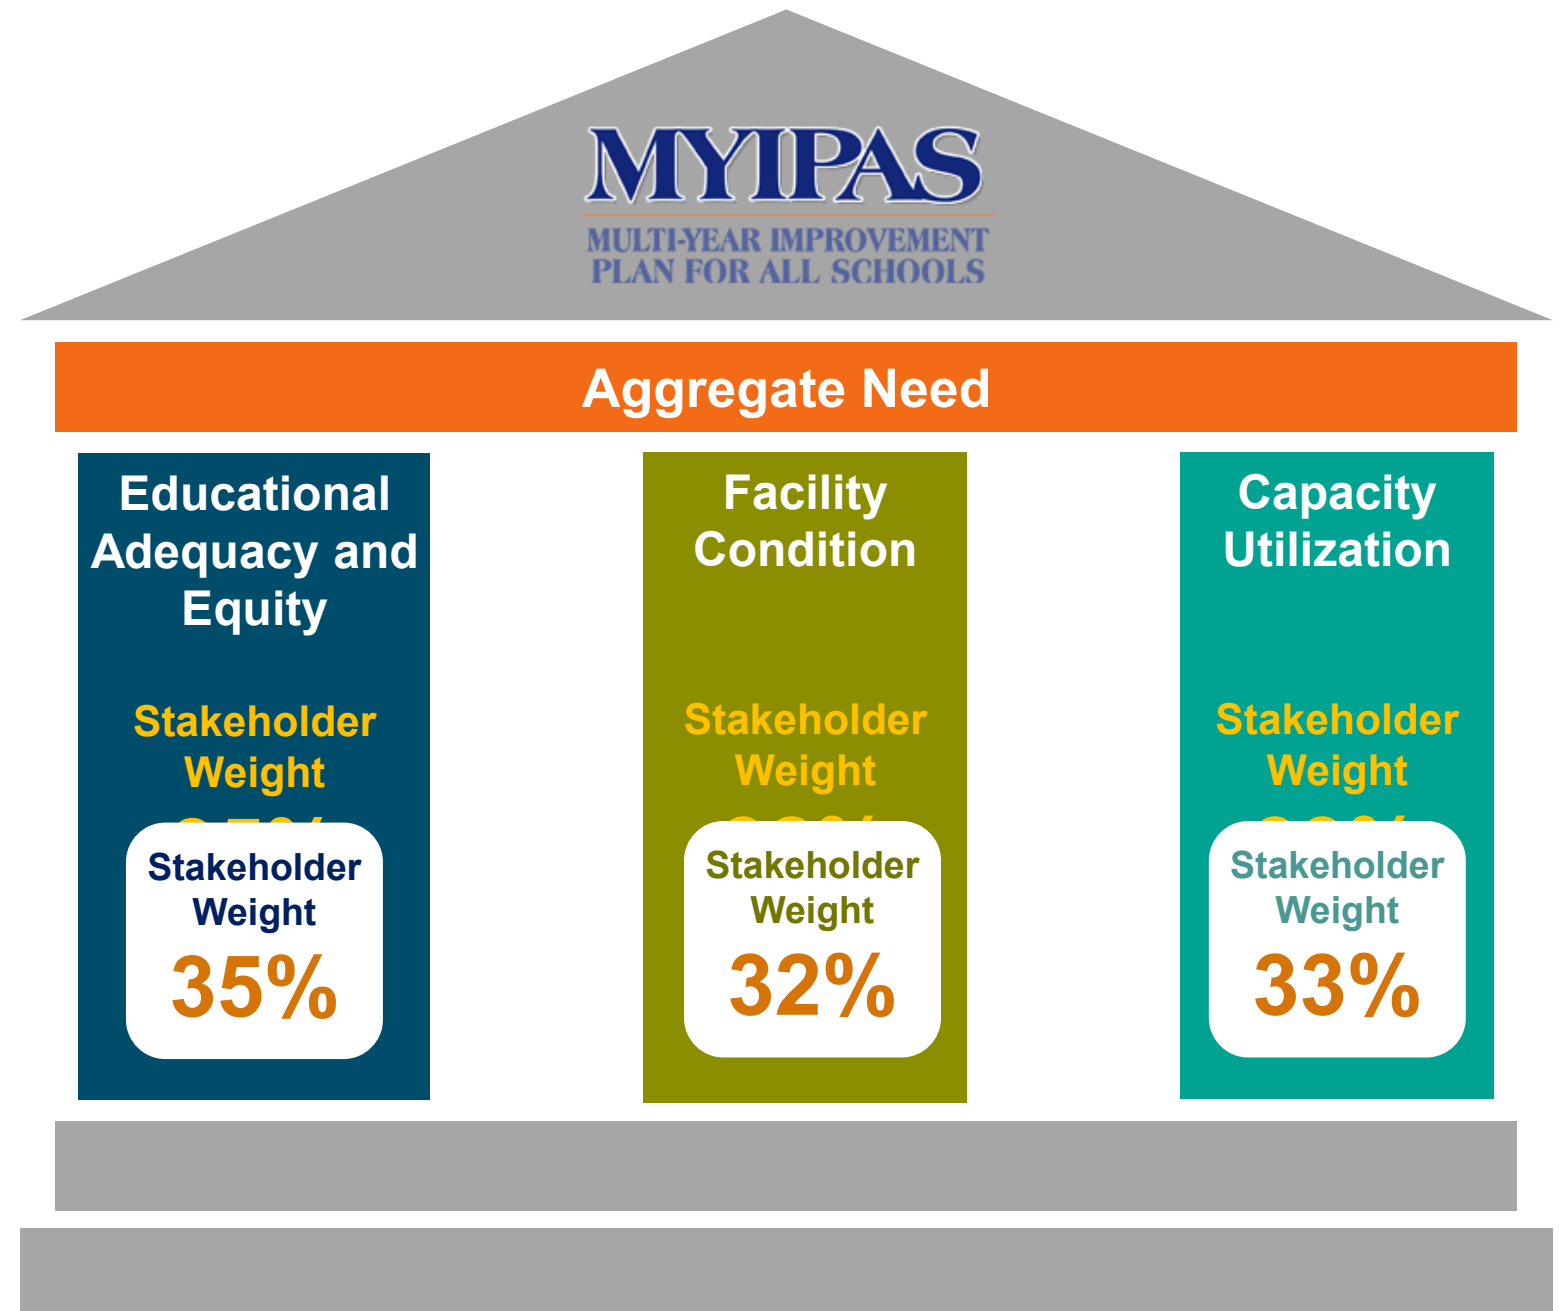 MYIPAS
MULTI-YEAR IMPROVEMENT
PLAN FOR ALL SCHOOLS
Aggregate Need
Educational
Adequacy and
Equity
Stakeholder
Weight
Stakeholder
Weight
35%
Facility
Condition
Stakeholder
Weight
Stakeholder
Weight
32%
Capacity
Utilization
Stakeholder
Weight
Stakeholder
Weight
33%